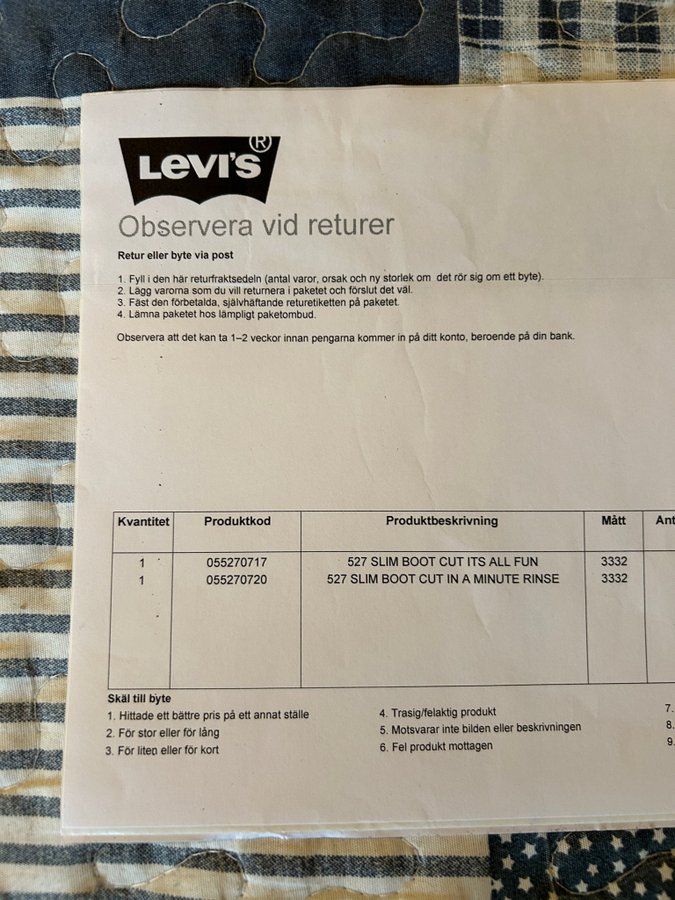 LEVI'S®
Observera vid returer
Retur eller byte via post
1. Fyll i den här returfraktsedeln (antal varor, orsak och ny storlek om det rör sig om ett byte).
2. Lägg varorna som du vill returnera i paketet och förslut det väl.
3. Fäst den förbetalda, självhäftande returetiketten på paketet.
4. Lämna paketet hos lämpligt paketombud.
Observera att det kan ta 1–2 veckor innan pengarna kommer in på ditt konto, beroende på din bank.
Kvantitet Produktkod Produktbeskrivning Mått Ant
1 055270717 527 SLIM BOOT CUT ITS ALL FUN 3332
1 055270720 527 SLIM BOOT CUT IN A MINUTE RINSE 3332
Skäl till byte
1. Hittade ett bättre pris på ett annat ställe
2. För stor eller för lång
3. För liten eller för kort
4. Trasig/felaktig produkt
5. Motsvarar inte bilden eller beskrivningen
6. Fel produkt mottagen
7.
8.
9.